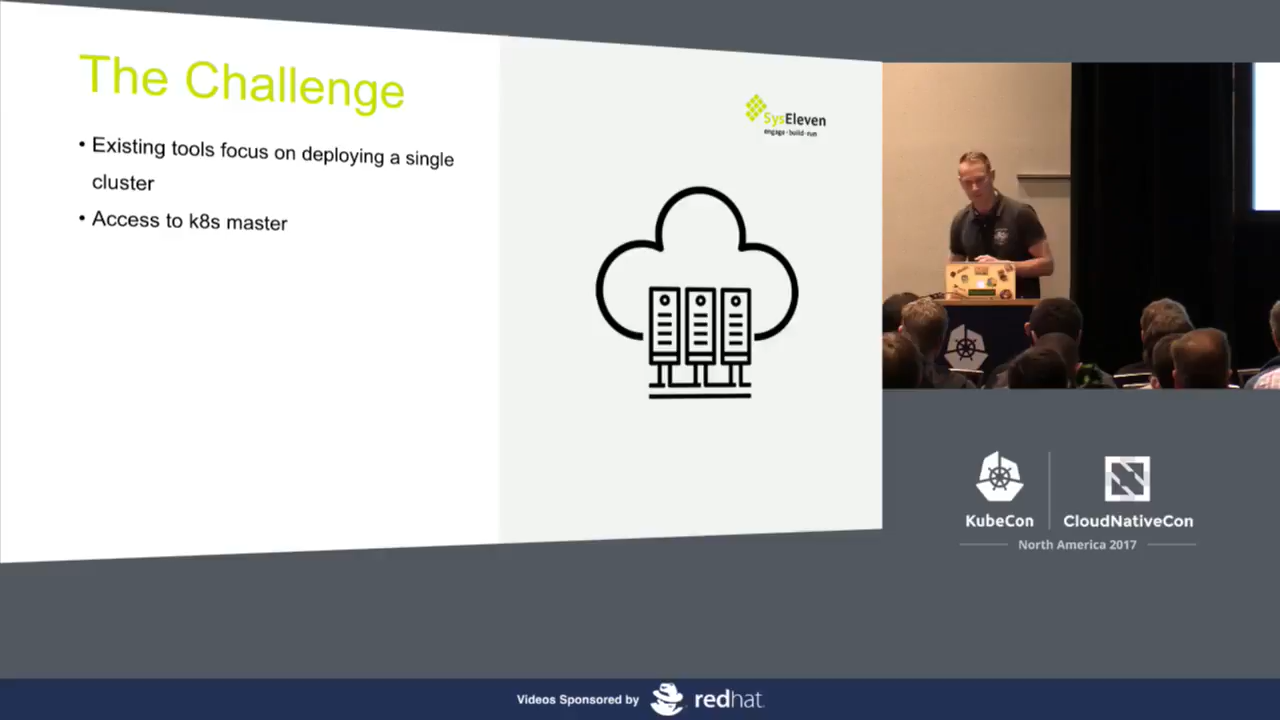 The Challenge
• Existing tools focus on deploying a single
cluster
• Access to k8s master
SysEleven
engage·build·run
KubeCon
CloudNativeCon
North America 2017
Videos Sponsored by
redhat.